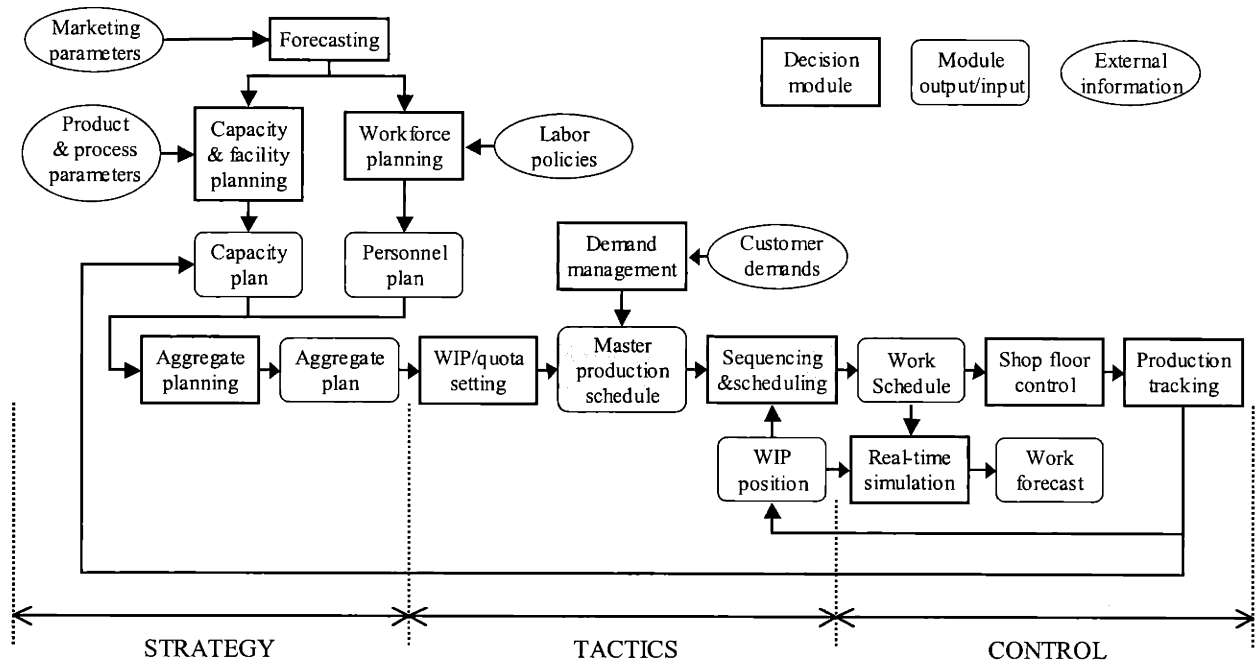 Marketing
parameters
Forecasting
Decision
module
Module
output/input
External
information
Product
& process
parameters
Capacity
& facility
planning
Workforce
planning
Labor
policies
Capacity
plan
Personnel
plan
Demand
management
Customer
demands
Aggregate
planning
Aggregate
plan
WIP/quota
setting
Master
production
schedule
Sequencing
&scheduling
Work
Schedule
Shop floor
control
Production
tracking
WIP
position
Real-time
simulation
Work
forecast
STRATEGY
TACTICS
CONTROL